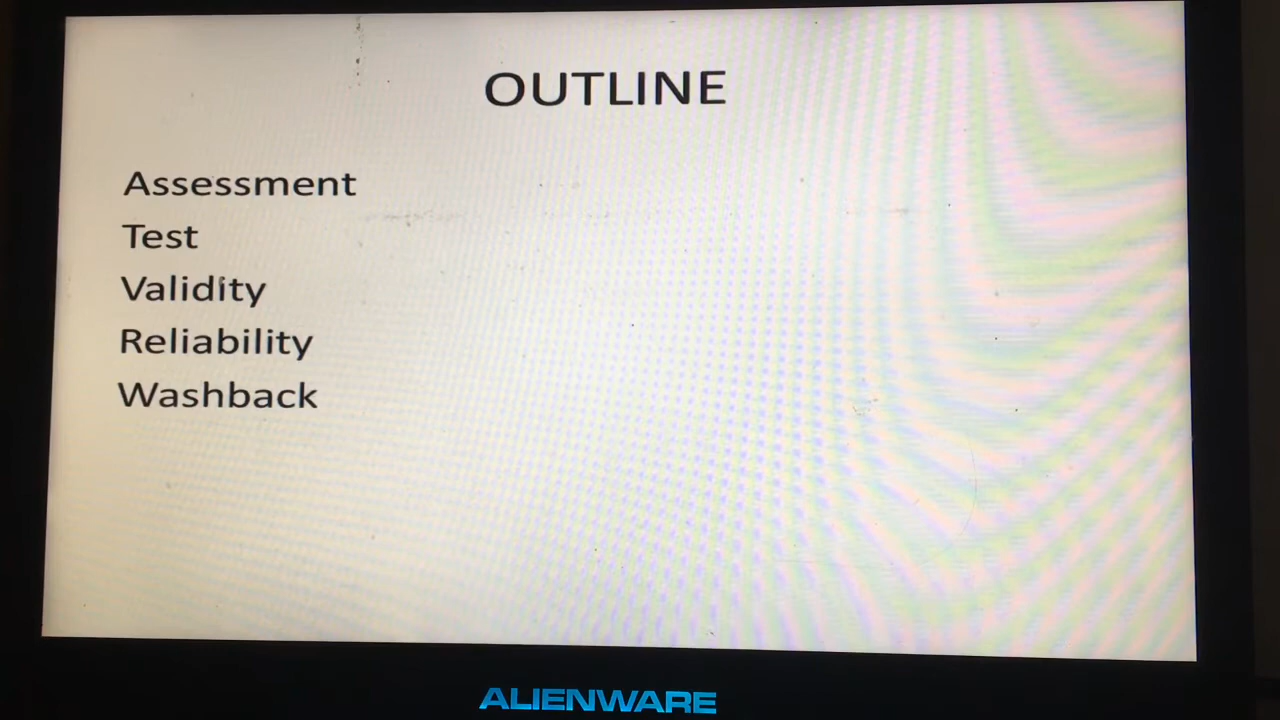 OUTLINE
Assessment
Test
Validity
Reliability
Washback
ALIENWARE